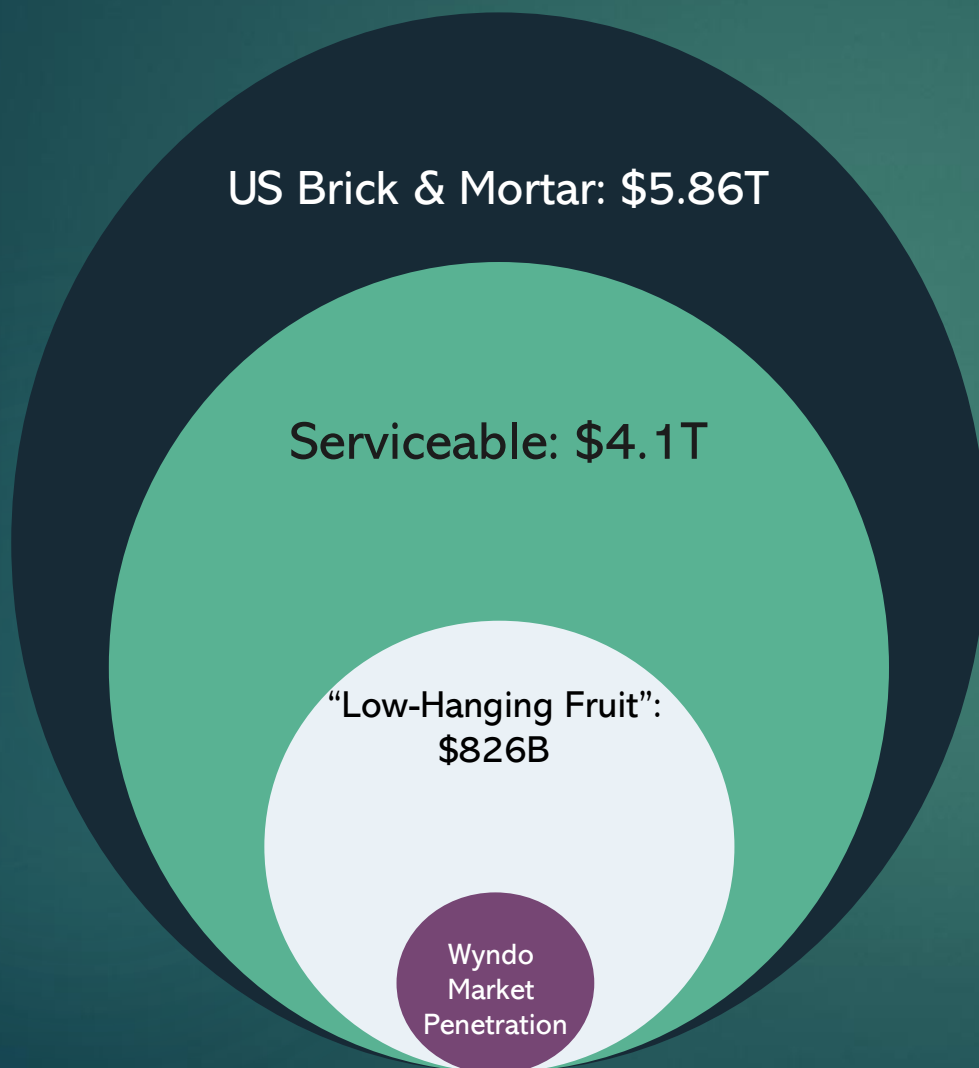 US Brick & Mortar: $5.86T
Serviceable: $4.1T
“Low-Hanging Fruit”:
$826B
Wyndo
Market
Penetration